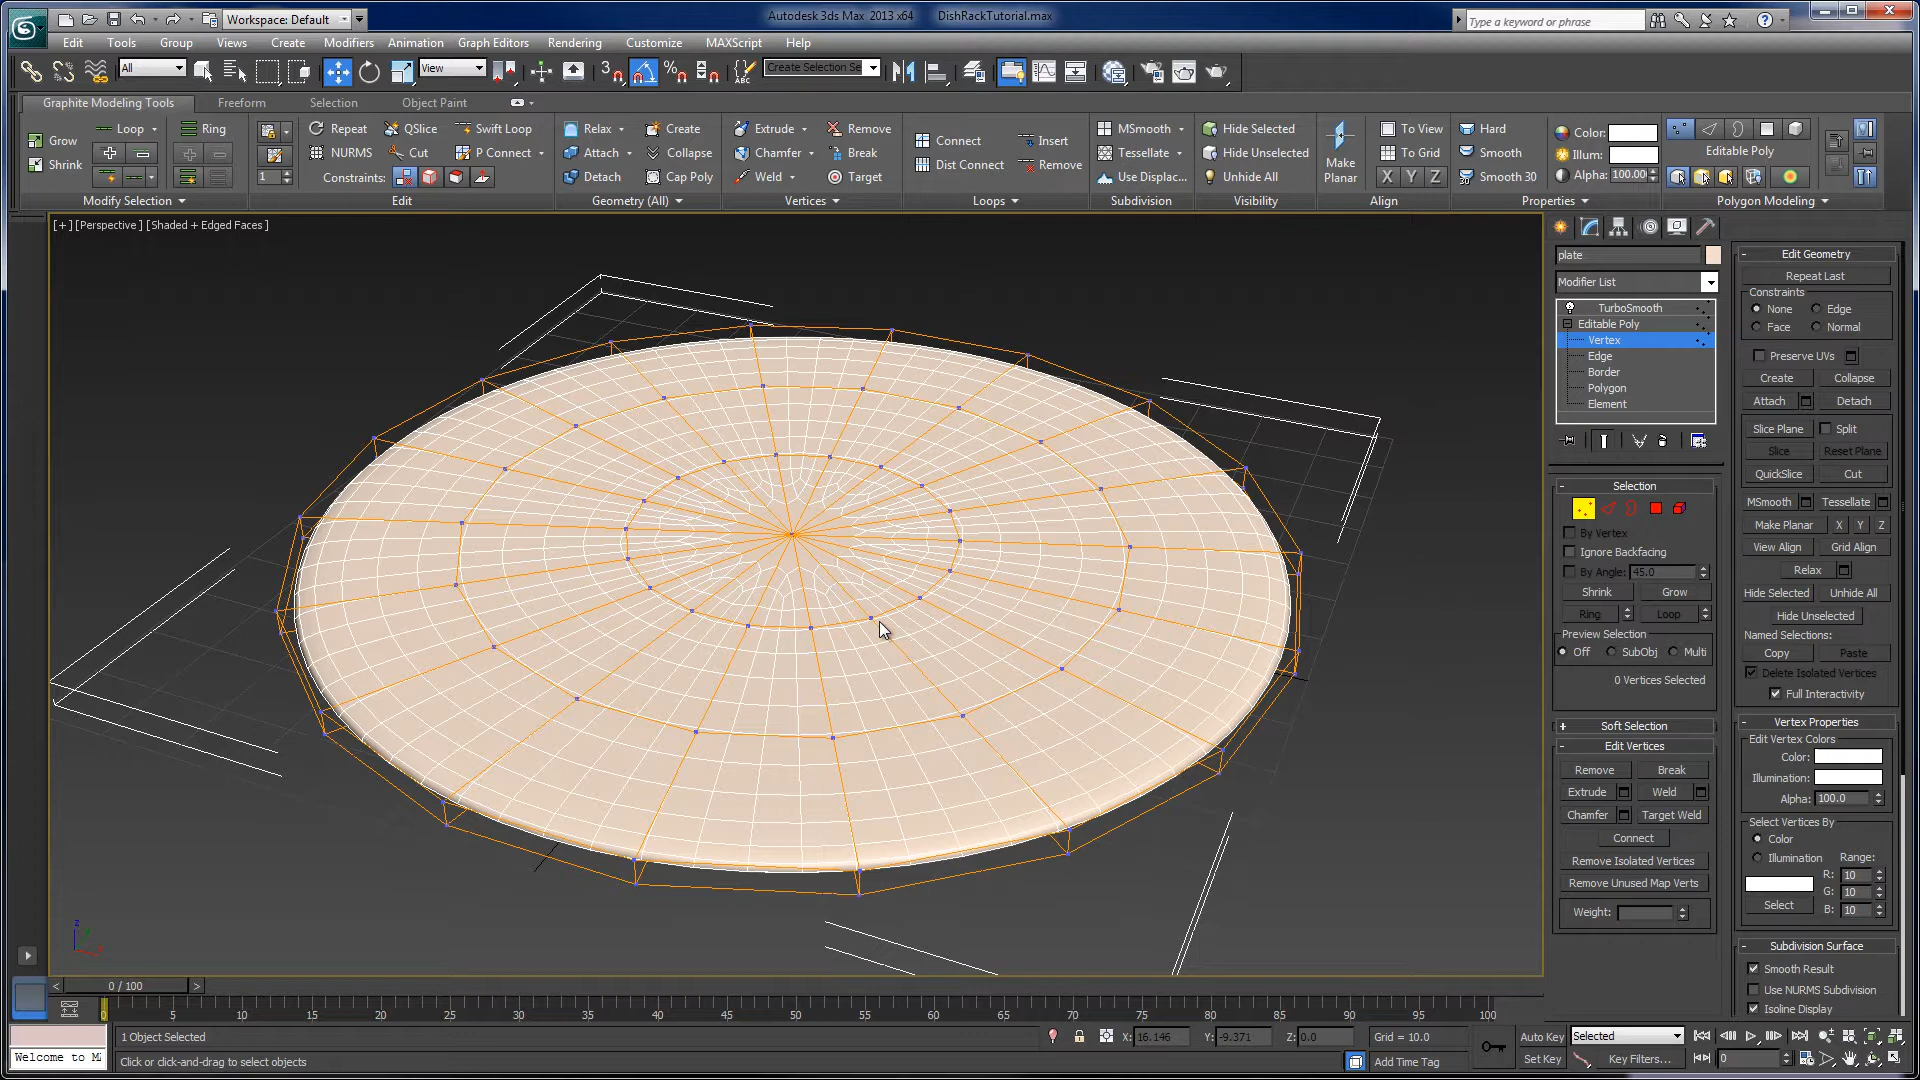 Workspace: Default
Autodesk 3ds Max 2013 x64 DishRackTutorial.max
Type a keyword or phrase
Edit Tools Group Views Create Modifiers Animation Graph Editors Rendering Customize MAXScript Help
All View Create Selection Se
Graphite Modeling Tools Freeform Selection Object Paint
Grow Loop Ring Repeat QSlice Swift Loop Relax Create Extrude Remove MSmooth Hide Selected To View Hard Color:
Connect Insert
NURMS Cut P Connect Attach Collapse Chamfer Break Tessellate Hide Unselected To Grid Smooth Illum: Editable Poly
Shrink Make Planar Dist Connect Remove
1 Constraints: Detach Cap Poly Weld Target Use Displac... Unhide All X Y Z Smooth 30 Alpha: 100.00
Modify Selection Edit Geometry (All) Vertices Loops Subdivision Visibility Align Properties Polygon Modeling
[+] [Perspective ] [Shaded + Edged Faces ]
plate
Modifier List
TurboSmooth
Editable Poly
Vertex
Edge
Border
Polygon
Element
Selection
By Vertex
Ignore Backfacing
By Angle: 45.0
Shrink Grow
Ring Loop
Preview Selection
Off SubObj Multi
0 Vertices Selected
Soft Selection
Edit Vertices
Remove Break
Extrude Weld
Chamfer Target Weld
Connect
Remove Isolated Vertices
Remove Unused Map Verts
Weight:
Edit Geometry
Repeat Last
Constraints
None Edge
Face Normal
Preserve UVs
Create Collapse
Attach Detach
Slice Plane Split
Slice Reset Plane
QuickSlice Cut
MSmooth Tessellate
Make Planar X Y Z
View Align Grid Align
Relax
Hide Selected Unhide All
Hide Unselected
Named Selections:
Copy Paste
Delete Isolated Vertices
Full Interactivity
Vertex Properties
Edit Vertex Colors
Color:
Illumination:
Alpha: 100.0
Select Vertices By
Color
Illumination Range:
R: 10
G: 10
Select B: 10
Subdivision Surface
Smooth Result
Use NURMS Subdivision
Isoline Display
z
< 0 / 100 >
0 5 10 15 20 25 30 35 40 45 50 55 60 65 70 75 80 85 90 95 100
1 Object Selected X: 16.146 Y: -9.371 Z: 0.0 Grid = 10.0 Auto Key Selected
Welcome to M
Click or click-and-drag to select objects Add Time Tag Set Key Key Filters... 0